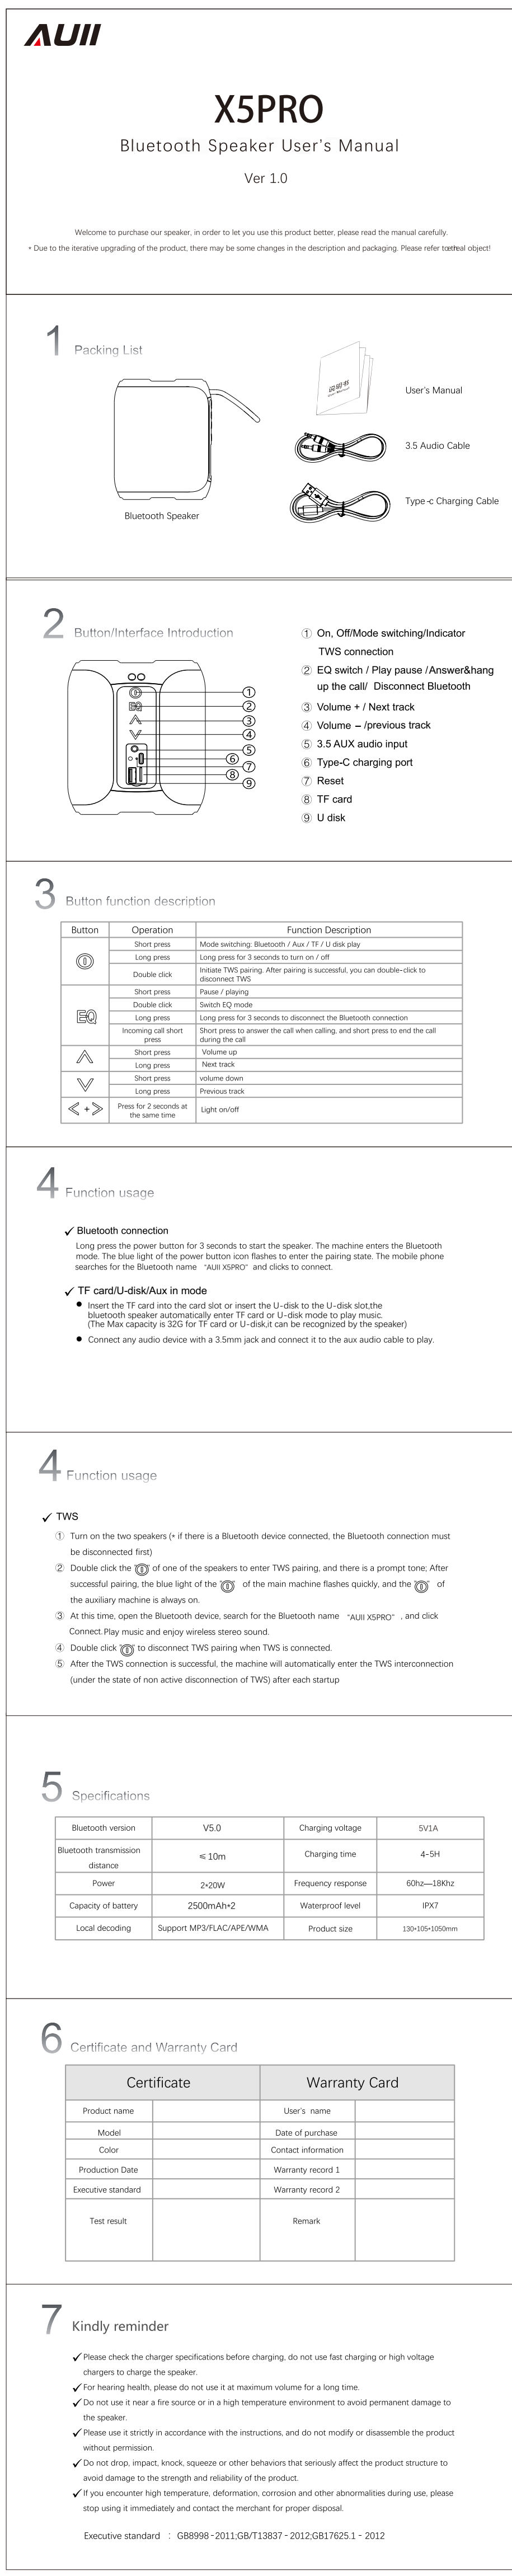 AUII
X5PRO
Bluetooth Speaker User's Manual
Ver 1.0
Welcome to purchase our speaker, in order to let you use this product better, please read the manual carefully.
* Due to the iterative upgrading of the product, there may be some changes in the description and packaging. Please refer to the real object!
1 Packing List
User's Manual
3.5 Audio Cable
Type-c Charging Cable
Bluetooth Speaker
2 Button/Interface Introduction
EQ
① ② ③ ④ ⑤ ⑥ ⑦ ⑧ ⑨
① On, Off/Mode switching/Indicator
TWS connection
② EQ switch / Play pause /Answer&hang
up the call/ Disconnect Bluetooth
③ Volume + / Next track
④ Volume – /previous track
⑤ 3.5 AUX audio input
⑥ Type-C charging port
⑦ Reset
⑧ TF card
⑨ U disk
3 Button function description
Button Operation Function Description
Short press Mode switching: Bluetooth / Aux / TF / U disk play
Long press Long press for 3 seconds to turn on / off
Double click Initiate TWS pairing. After pairing is successful, you can double-click to
disconnect TWS
EQ
Short press Pause / playing
Double click Switch EQ mode
Long press Long press for 3 seconds to disconnect the Bluetooth connection
Incoming call short Short press to answer the call when calling, and short press to end the call
press during the call
Short press Volume up
Long press Next track
Short press volume down
Long press Previous track
+ Press for 2 seconds at Light on/off
the same time
4 Function usage
✓ Bluetooth connection
Long press the power button for 3 seconds to start the speaker. The machine enters the Bluetooth
mode. The blue light of the power button icon flashes to enter the pairing state. The mobile phone
searches for the Bluetooth name “AUII X5PRO” and clicks to connect.
✓ TF card/U-disk/Aux in mode
● Insert the TF card into the card slot or insert the U-disk to the U-disk slot,the
bluetooth speaker automatically enter TF card or U-disk mode to play music.
(The Max capacity is 32G for TF card or U-disk,it can be recognized by the speaker)
● Connect any audio device with a 3.5mm jack and connect it to the aux audio cable to play.
4 Function usage
✓ TWS
① Turn on the two speakers (* if there is a Bluetooth device connected, the Bluetooth connection must
be disconnected first)
② Double click the “ ” of one of the speakers to enter TWS pairing, and there is a prompt tone; After
successful pairing, the blue light of the “ ” of the main machine flashes quickly, and the “ ” of
the auxiliary machine is always on.
③ At this time, open the Bluetooth device, search for the Bluetooth name “AUII X5PRO” , and click
Connect. Play music and enjoy wireless stereo sound.
④ Double click “ ” to disconnect TWS pairing when TWS is connected.
⑤ After the TWS connection is successful, the machine will automatically enter the TWS interconnection
(under the state of non active disconnection of TWS) after each startup
5 Specifications
Bluetooth version V5.0 Charging voltage 5V1A
Bluetooth transmission distance ≤ 10m Charging time 4-5H
Power 2*20W Frequency response 60hz—18Khz
Capacity of battery 2500mAh*2 Waterproof level IPX7
Local decoding Support MP3/FLAC/APE/WMA Product size 130*105*1050mm
6 Certificate and Warranty Card
Certificate Warranty Card
Product name User's name
Model Date of purchase
Color Contact information
Production Date Warranty record 1
Executive standard Warranty record 2
Test result Remark
7 Kindly reminder
✓ Please check the charger specifications before charging, do not use fast charging or high voltage
chargers to charge the speaker.
✓ For hearing health, please do not use it at maximum volume for a long time.
✓ Do not use it near a fire source or in a high temperature environment to avoid permanent damage to
the speaker.
✓ Please use it strictly in accordance with the instructions, and do not modify or disassemble the product
without permission.
✓ Do not drop, impact, knock, squeeze or other behaviors that seriously affect the product structure to
avoid damage to the strength and reliability of the product.
✓ If you encounter high temperature, deformation, corrosion and other abnormalities during use, please
stop using it immediately and contact the merchant for proper disposal.
Executive standard : GB8998 -2011;GB/T13837 - 2012;GB17625.1 - 2012